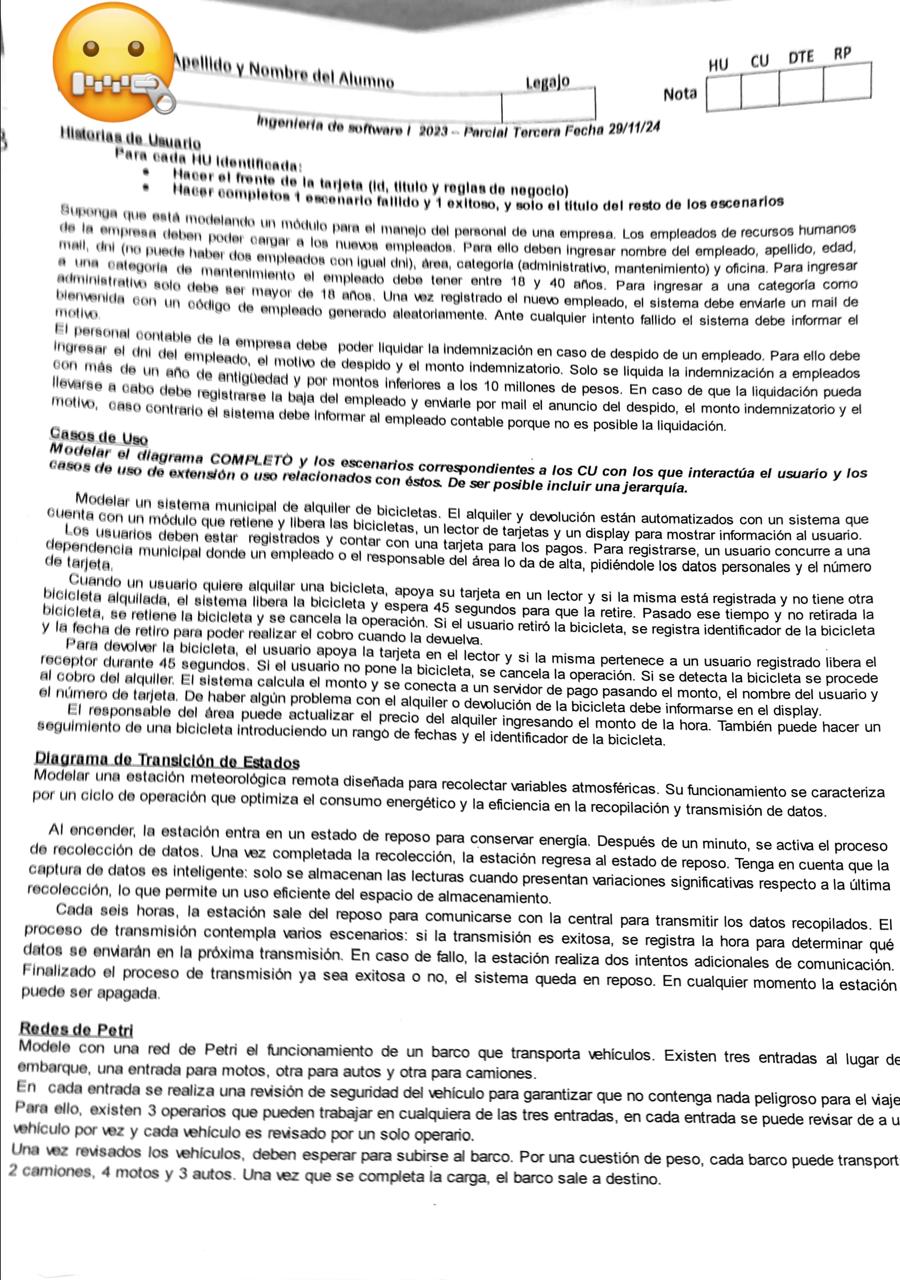 Apellido y Nombre del Alumno
Legajo
Nota
HU CU DTE RP
Ingeniería de software I 2023 – Parcial Tercera Fecha 29/11/24
Historias de Usuario
Para cada HU identificada:
• Hacer el frente de la tarjeta (id, titulo y reglas de negocio)
• Hacer completos 1 escenario fallido y 1 exitoso, y solo el titulo del resto de los escenarios
Suponga que está modelando un módulo para el manejo del personal de una empresa. Los empleados de recursos humanos
de la empresa deben poder cargar a los nuevos empleados. Para ello deben ingresar nombre del empleado, apellido, edad,
mail, dni (no puede haber dos empleados con igual dni), área, categoría (administrativo, mantenimiento) y oficina. Para ingresar
a una categoría de mantenimiento el empleado debe tener entre 18 y 40 años. Para ingresar a una categoría como
administrativo solo debe ser mayor de 18 años. Una vez registrado el nuevo empleado, el sistema debe enviarle un mail de
bienvenida con un código de empleado generado aleatoriamente. Ante cualquier intento fallido el sistema debe informar el
motivo.
El personal contable de la empresa debe poder liquidar la indemnización en caso de despido de un empleado. Para ello debe
ingresar el dni del empleado, el motivo de despido y el monto indemnizatorio. Solo se liquida la indemnización a empleados
con más de un año de antigüedad y por montos inferiores a los 10 millones de pesos. En caso de que la liquidación pueda
llevarse a cabo debe registrarse la baja del empleado y enviarle por mail el anuncio del despido, el monto indemnizatorio y el
motivo, caso contrario el sistema debe informar al empleado contable porque no es posible la liquidación.
Casos de Uso
Modelar el diagrama COMPLETO y los escenarios correspondientes a los CU con los que interactúa el usuario y los
casos de uso de extensión o uso relacionados con éstos. De ser posible incluir una jerarquía.
Modelar un sistema municipal de alquiler de bicicletas. El alquiler y devolución están automatizados con un sistema que
cuenta con un módulo que retiene y libera las bicicletas, un lector de tarjetas y un display para mostrar información al usuario.
Los usuarios deben estar registrados y contar con una tarjeta para los pagos. Para registrarse, un usuario concurre a una
dependencia municipal donde un empleado o el responsable del área lo da de alta, pidiéndole los datos personales y el número
de tarjeta.
Cuando un usuario quiere alquilar una bicicleta, apoya su tarjeta en un lector y si la misma está registrada y no tiene otra
bicicleta alquilada, el sistema libera la bicicleta y espera 45 segundos para que la retire. Pasado ese tiempo y no retirada la
bicicleta, se retiene la bicicleta y se cancela la operación. Si el usuario retiró la bicicleta, se registra identificador de la bicicleta
y la fecha de retiro para poder realizar el cobro cuando la devuelva.
Para devolver la bicicleta, el usuario apoya la tarjeta en el lector y si la misma pertenece a un usuario registrado libera el
receptor durante 45 segundos. Si el usuario no pone la bicicleta, se cancela la operación. Si se detecta la bicicleta se procede
al cobro del alquiler. El sistema calcula el monto y se conecta a un servidor de pago pasando el monto, el nombre del usuario y
el número de tarjeta. De haber algún problema con el alquiler o devolución de la bicicleta debe informarse en el display.
El responsable del área puede actualizar el precio del alquiler ingresando el monto de la hora. También puede hacer un
seguimiento de una bicicleta introduciendo un rango de fechas y el identificador de la bicicleta.
Diagrama de Transición de Estados
Modelar una estación meteorológica remota diseñada para recolectar variables atmosféricas. Su funcionamiento se caracteriza
por un ciclo de operación que optimiza el consumo energético y la eficiencia en la recopilación y transmisión de datos.
Al encender, la estación entra en un estado de reposo para conservar energía. Después de un minuto, se activa el proceso
de recolección de datos. Una vez completada la recolección, la estación regresa al estado de reposo. Tenga en cuenta que la
captura de datos es inteligente: solo se almacenan las lecturas cuando presentan variaciones significativas respecto a la última
recolección, lo que permite un uso eficiente del espacio de almacenamiento.
Cada seis horas, la estación sale del reposo para comunicarse con la central para transmitir los datos recopilados. El
proceso de transmisión contempla varios escenarios: si la transmisión es exitosa, se registra la hora para determinar qué
datos se enviarán en la próxima transmisión. En caso de fallo, la estación realiza dos intentos adicionales de comunicación.
Finalizado el proceso de transmisión ya sea exitosa o no, el sistema queda en reposo. En cualquier momento la estación
puede ser apagada.
Redes de Petri
Modele con una red de Petri el funcionamiento de un barco que transporta vehículos. Existen tres entradas al lugar de
embarque, una entrada para motos, otra para autos y otra para camiones.
En cada entrada se realiza una revisión de seguridad del vehículo para garantizar que no contenga nada peligroso para el viaje
Para ello, existen 3 operarios que pueden trabajar en cualquiera de las tres entradas, en cada entrada se puede revisar de a u
vehículo por vez y cada vehículo es revisado por un solo operario.
Una vez revisados los vehículos, deben esperar para subirse al barco. Por una cuestión de peso, cada barco puede transport
2 camiones, 4 motos y 3 autos. Una vez que se completa la carga, el barco sale a destino.